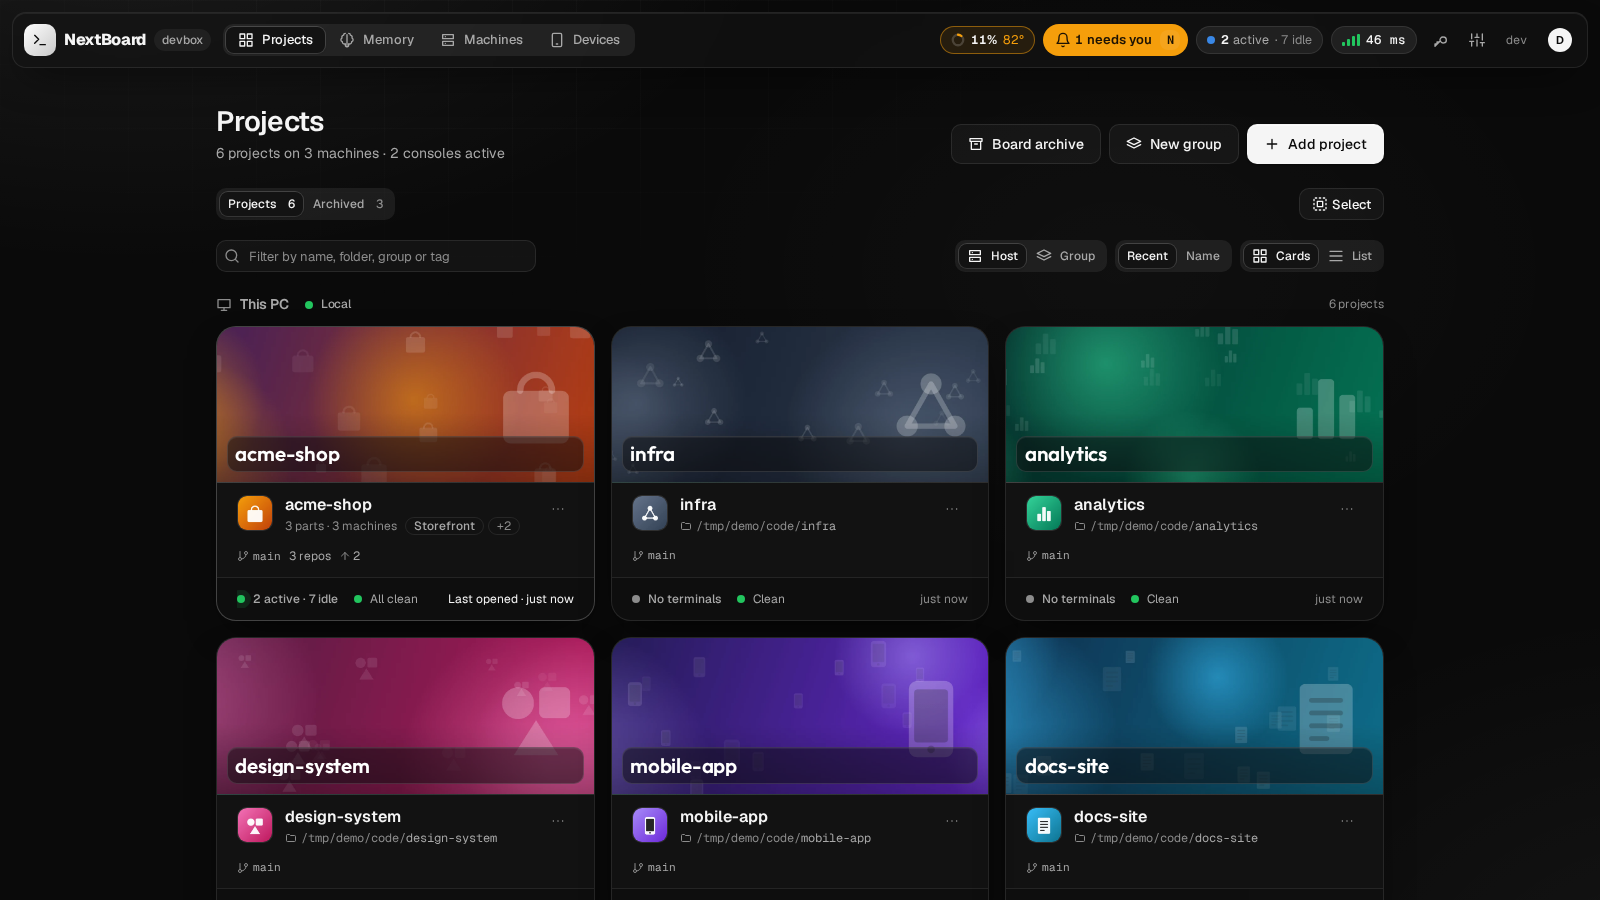 NextBoard devbox Projects Memory Machines Devices 11% 82° 1 needs you N 2 active · 7 idle 46 ms dev D
Projects
6 projects on 3 machines · 2 consoles active
Board archive New group Add project
Projects 6 Archived 3 Select
Filter by name, folder, group or tag Host Group Recent Name Cards List
This PC Local 6 projects
acme-shop infra analytics
acme-shop infra analytics
3 parts · 3 machines Storefront +2 /tmp/demo/code/infra /tmp/demo/code/analytics
main 3 repos ↑ 2 main main
2 active · 7 idle All clean Last opened · just now No terminals Clean just now No terminals Clean just now
design-system mobile-app docs-site
design-system mobile-app docs-site
/tmp/demo/code/design-system /tmp/demo/code/mobile-app /tmp/demo/code/docs-site
main main main